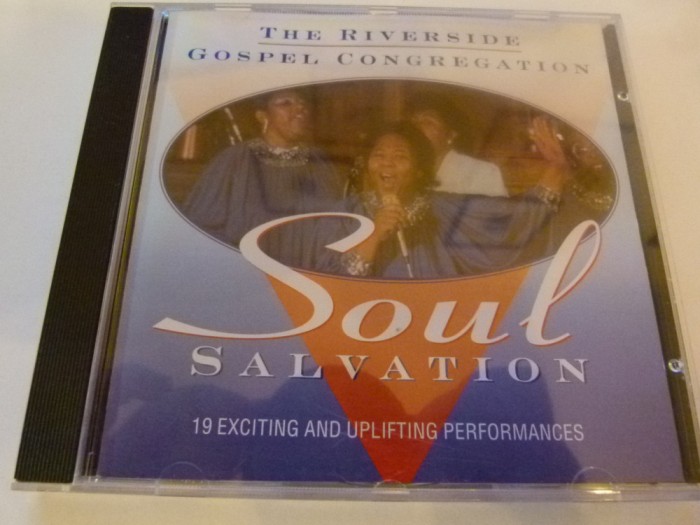 THE RIVERSIDE
GOSPEL CONGREGATION
Soul
SALVATION
19 EXCITING AND UPLIFTING PERFORMANCES